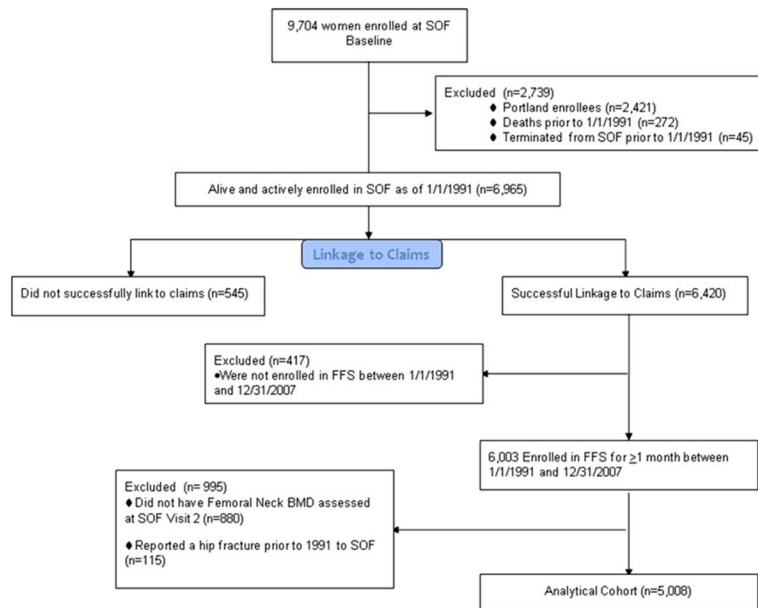 9,704 women enrolled at SOF
Baseline
Excluded (n=2,739)
♦ Portland enrollees (n=2,421)
♦ Deaths prior to 1/1/1991 (n=272)
♦ Terminated from SOF prior to 1/1/1991 (n=45)
Alive and actively enrolled in SOF as of 1/1/1991 (n=6,965)
Linkage to Claims
Did not successfully link to claims (n=545)
Successful Linkage to Claims (n=6,420)
Excluded (n=417)
•Were not enrolled in FFS between 1/1/1991
and 12/31/2007
6,003 Enrolled in FFS for ≥1 month between
1/1/1991 and 12/31/2007
Excluded (n= 995)
♦ Did not have Femoral Neck BMD assessed
at SOF Visit 2 (n=880)
♦ Reported a hip fracture prior to 1991 to SOF
(n=115)
Analytical Cohort (n=5,008)